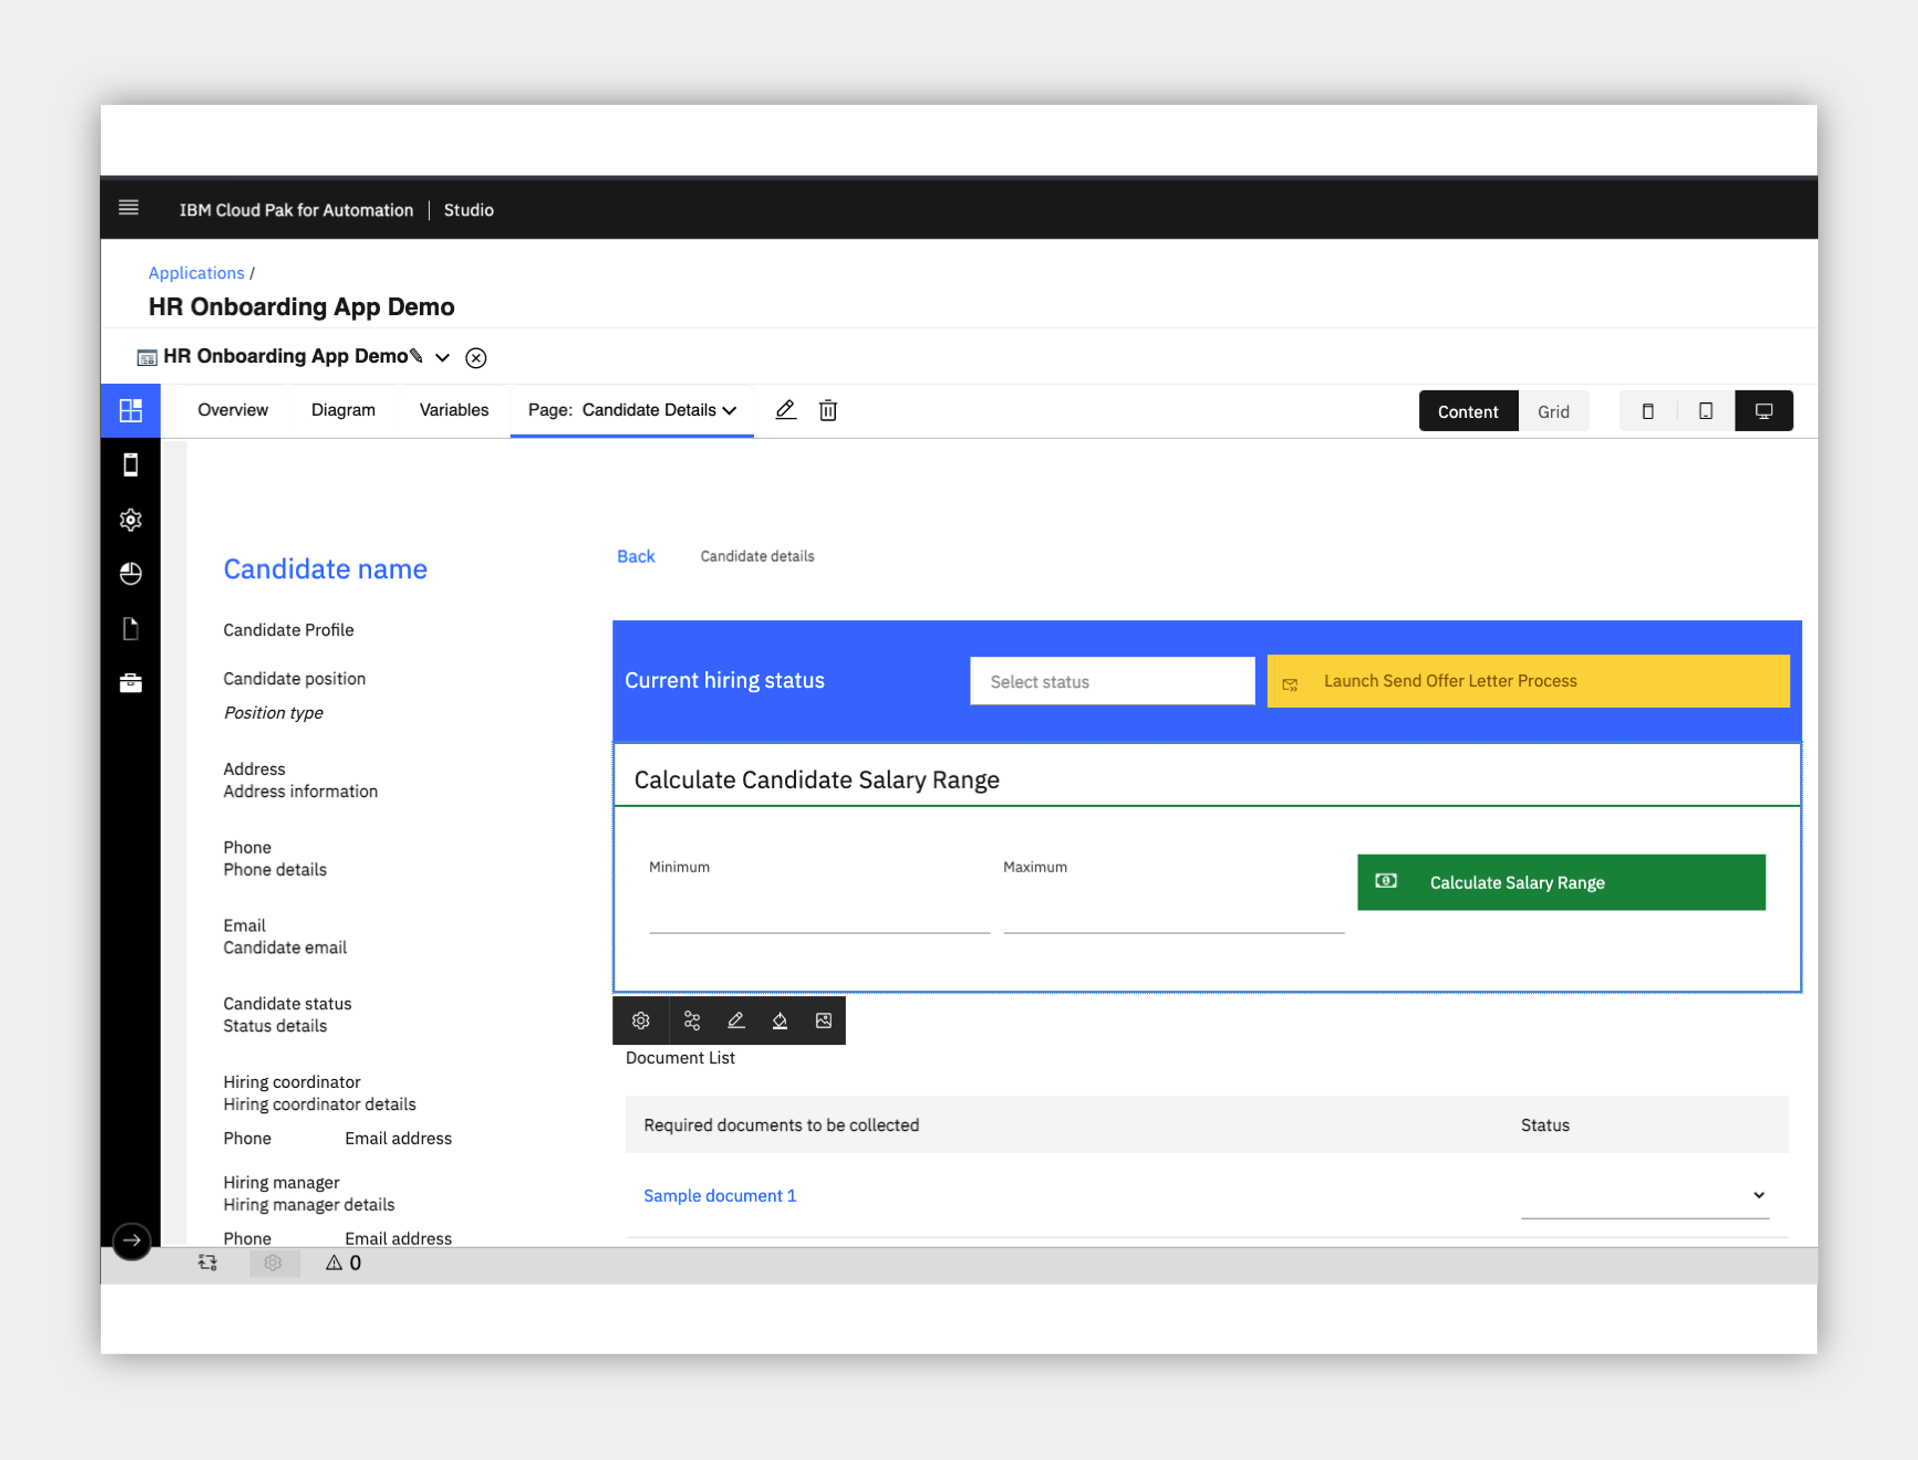 IBM Cloud Pak for Automation | Studio
Applications /
HR Onboarding App Demo
HR Onboarding App Demo
Overview Diagram Variables Page: Candidate Details Content Grid
Candidate name
Candidate Profile
Candidate position
Position type
Address
Address information
Phone
Phone details
Email
Candidate email
Candidate status
Status details
Hiring coordinator
Hiring coordinator details
Phone Email address
Hiring manager
Hiring manager details
Phone Email address
Back Candidate details
Current hiring status Select status Launch Send Offer Letter Process
Calculate Candidate Salary Range
Minimum Maximum Calculate Salary Range
Document List
Required documents to be collected Status
Sample document 1
0